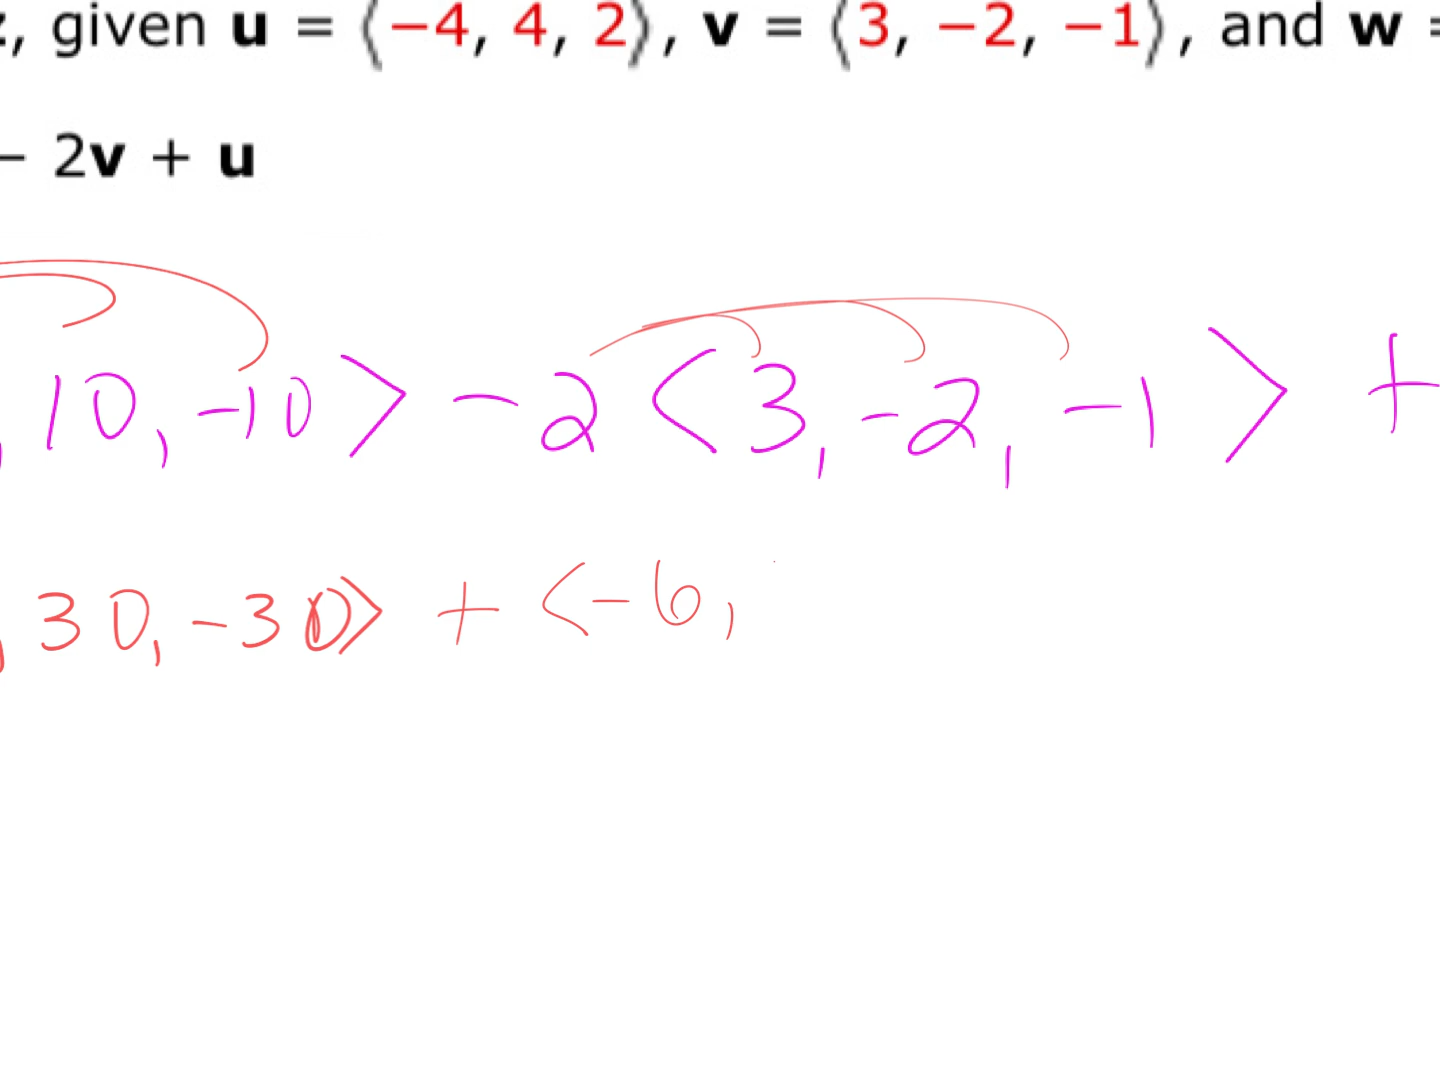 , given u = ⟨−4, 4, 2⟩, v = ⟨3, −2, −1⟩, and w =
− 2v + u
, 10, -10> -2 <3, -2, -1> +
, 30, -30> + <-6,